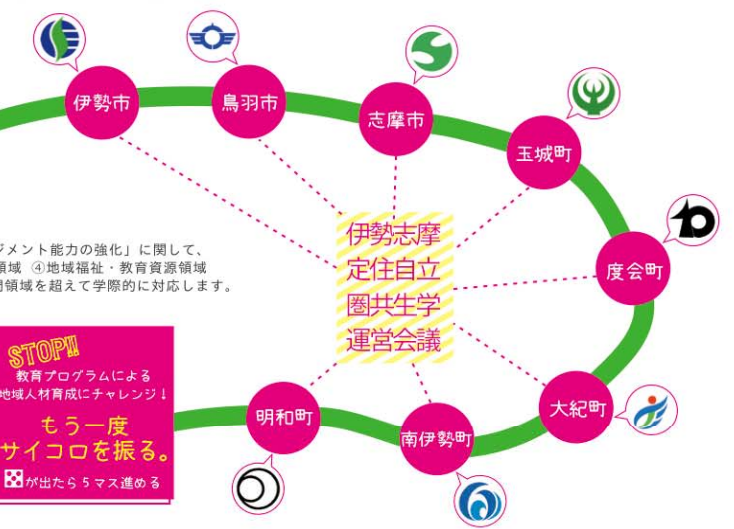 伊勢市
鳥羽市
志摩市
玉城町
度会町
大紀町
南伊勢町
明和町
伊勢志摩
定住自立
圏共生学
運営会議
ジメント能力の強化」に関して、
領域 ④地域福祉・教育資源領域
領域を超えて学際的に対応します。
STOP!!
教育プログラムによる
地域人材育成にチャレンジ!
もう一度
サイコロを振る。
が出たら5マス進める